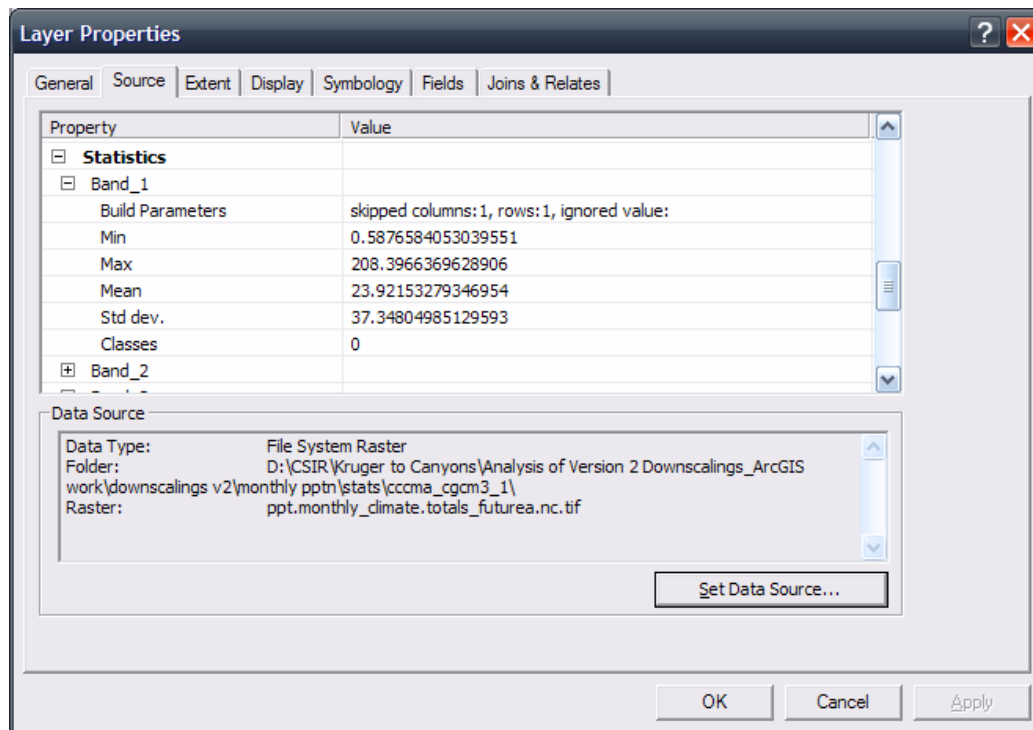 Layer Properties
General Source Extent Display Symbology Fields Joins & Relates
Property Value
Statistics
Band_1
Build Parameters skipped columns:1, rows:1, ignored value:
Min 0.5876584053039551
Max 208.3966369628906
Mean 23.92153279346954
Std dev. 37.34804985129593
Classes 0
Band_2
Data Source
Data Type: File System Raster
Folder: D:\CSIR\Kruger to Canyons\Analysis of Version 2 Downscalings_ArcGIS
work\downscalings v2\monthly pptn\stats\cccma_cgcm3_1\
Raster: ppt.monthly_climate.totals_futurea.nc.tif
Set Data Source...
OK Cancel Apply